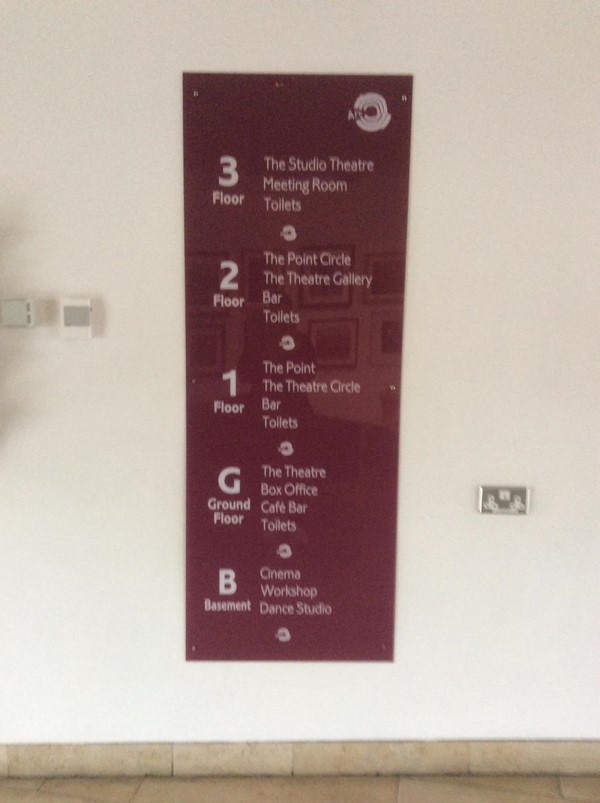 3
Floor
The Studio Theatre
Meeting Room
Toilets
2
Floor
The Point Circle
The Theatre Gallery
Bar
Toilets
1
Floor
The Point
The Theatre Circle
Bar
Toilets
G
Ground
Floor
The Theatre
Box Office
Café Bar
Toilets
B
Basement
Cinema
Workshop
Dance Studio